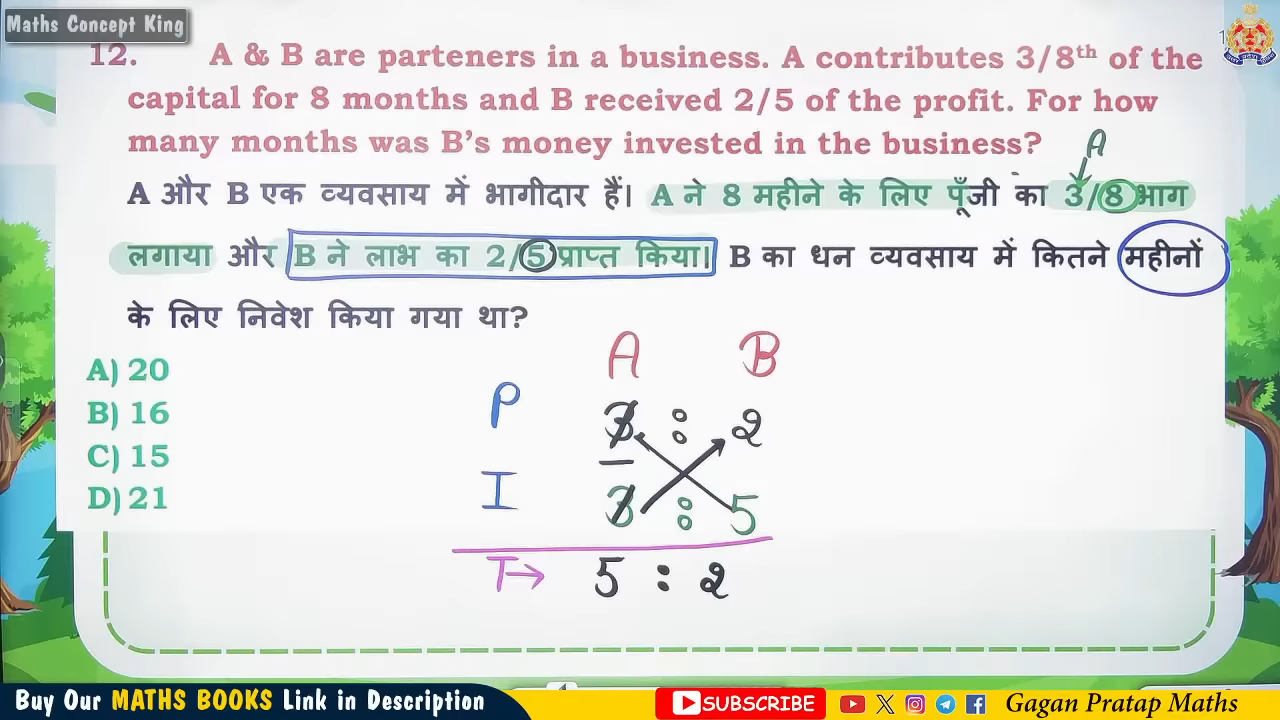 Maths Concept King
12. A & B are parteners in a business. A contributes 3/8th of the
capital for 8 months and B received 2/5 of the profit. For how
many months was B's money invested in the business?
A
A और B एक व्यवसाय में भागीदार हैं। A ने 8 महीने के लिए पूँजी का 3/8 भाग
लगाया और B ने लाभ का 2/5 प्राप्त किया। B का धन व्यवसाय में कितने महीनों
के लिए निवेश किया गया था?
A) 20
B) 16
C) 15
D) 21
A B
P 3 : 2
I 3 : 5
T→ 5 : 2
Buy Our MATHS BOOKS Link in Description
SUBSCRIBE
Gagan Pratap Maths